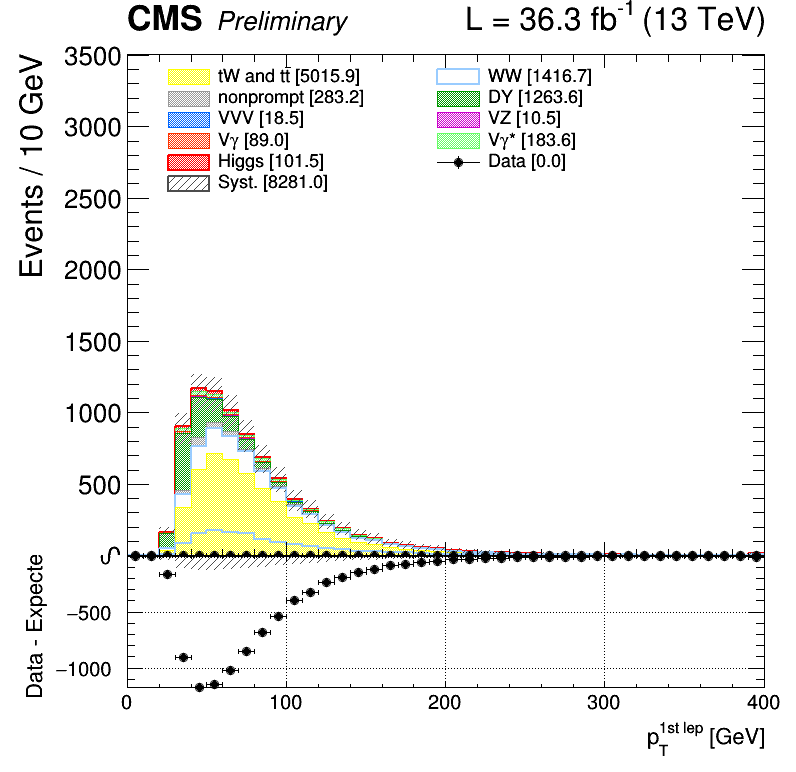 CMS Preliminary L = 36.3 fb⁻¹ (13 TeV)
Events / 10 GeV
3500
3000
2500
2000
1500
1000
500
0
tW and tt̄ [5015.9]
nonprompt [283.2]
VVV [18.5]
Vγ [89.0]
Higgs [101.5]
Syst. [8281.0]
WW [1416.7]
DY [1263.6]
VZ [10.5]
Vγ* [183.6]
Data [0.0]
Data - Expecte
0
−500
−1000
0 100 200 300 400
p_T^{1st lep} [GeV]